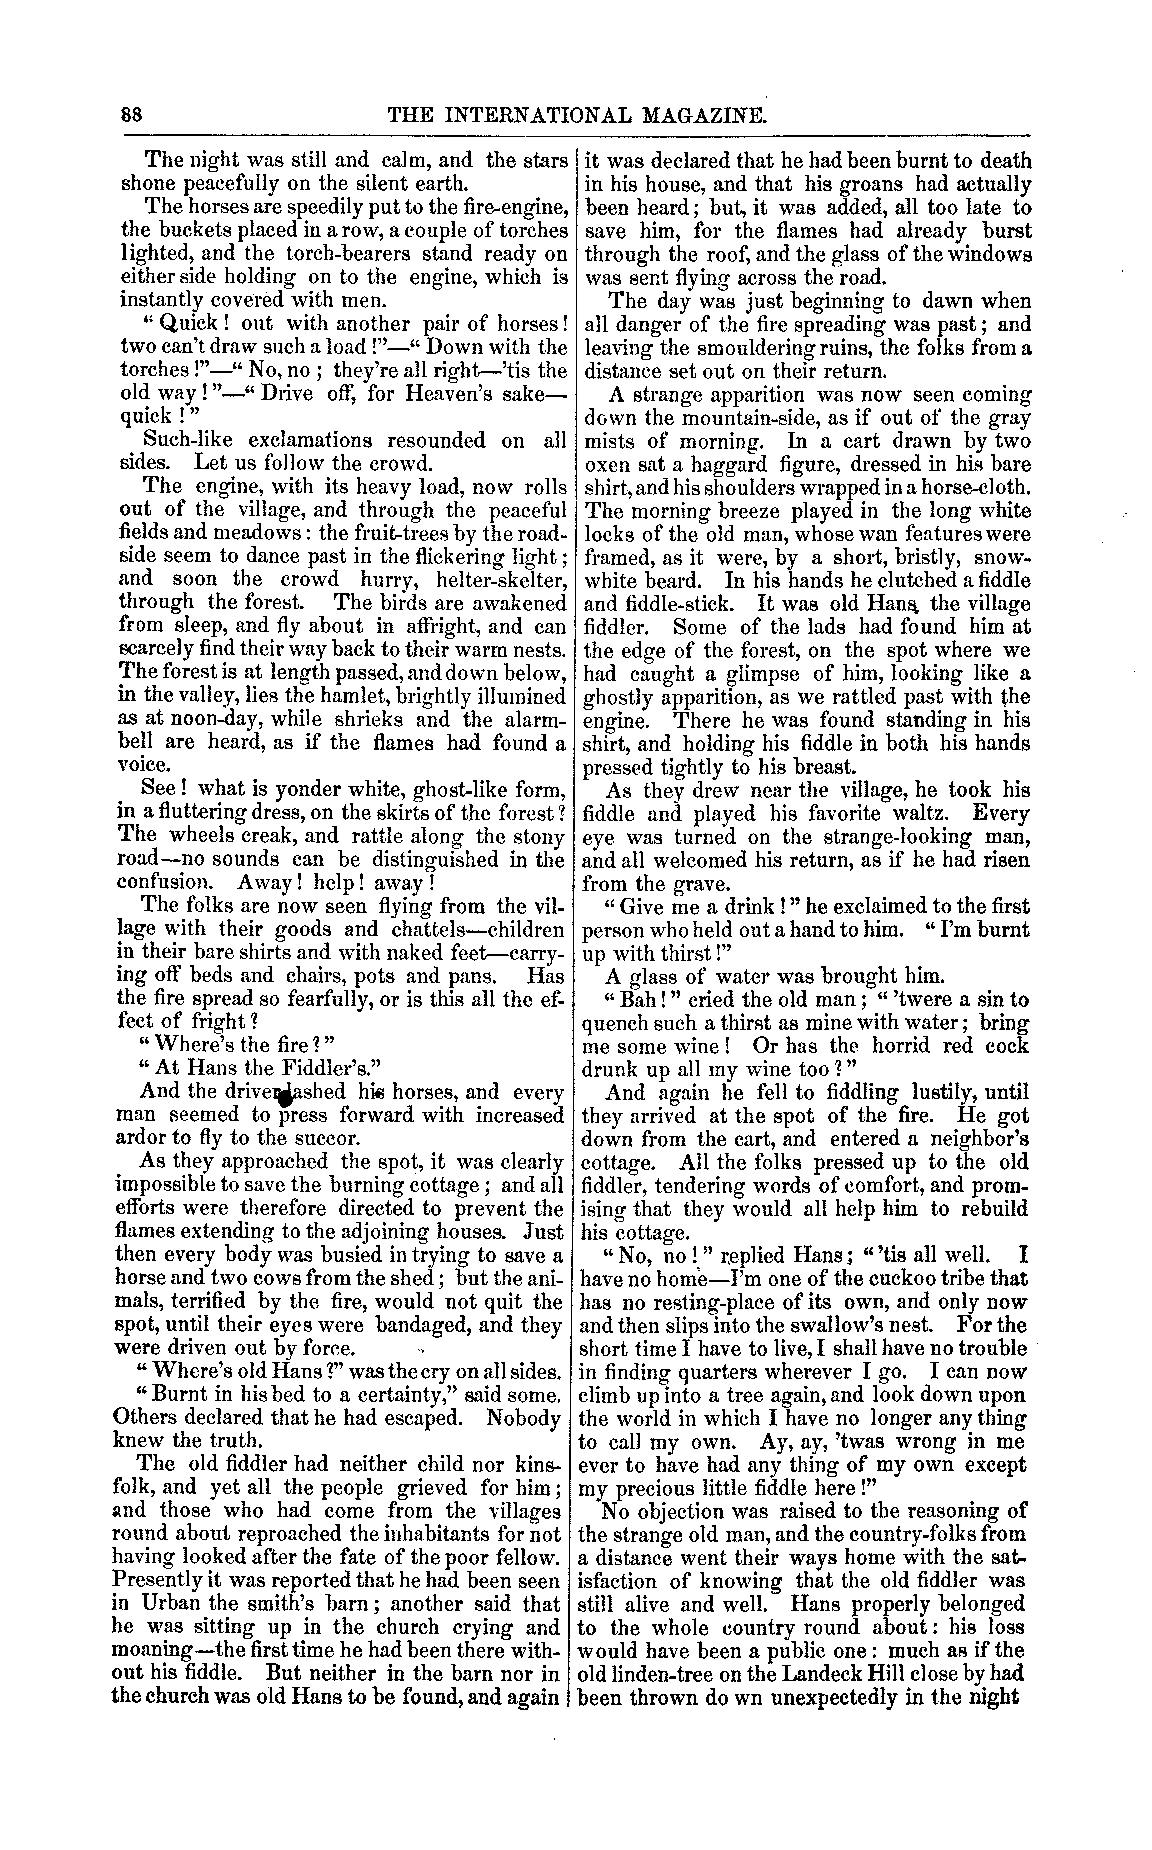 88 THE INTERNATIONAL MAGAZINE.
The night was still and calm, and the stars
shone peacefully on the silent earth.
The horses are speedily put to the fire-engine,
the buckets placed in a row, a couple of torches
lighted, and the torch-bearers stand ready on
either side holding on to the engine, which is
instantly covered with men.
"Quick! out with another pair of horses!
two can't draw such a load!"—"Down with the
torches!"—"No, no; they're all right—'tis the
old way!"—"Drive off, for Heaven's sake—
quick!"
Such-like exclamations resounded on all
sides. Let us follow the crowd.
The engine, with its heavy load, now rolls
out of the village, and through the peaceful
fields and meadows: the fruit-trees by the road-
side seem to dance past in the flickering light;
and soon the crowd hurry, helter-skelter,
through the forest. The birds are awakened
from sleep, and fly about in affright, and can
scarcely find their way back to their warm nests.
The forest is at length passed, and down below,
in the valley, lies the hamlet, brightly illumined
as at noon-day, while shrieks and the alarm-
bell are heard, as if the flames had found a
voice.
See! what is yonder white, ghost-like form,
in a fluttering dress, on the skirts of the forest?
The wheels creak, and rattle along the stony
road—no sounds can be distinguished in the
confusion. Away! help! away!
The folks are now seen flying from the vil-
lage with their goods and chattels—children
in their bare shirts and with naked feet—carry-
ing off beds and chairs, pots and pans. Has
the fire spread so fearfully, or is this all the ef-
fect of fright?
"Where's the fire?"
"At Hans the Fiddler's."
And the driver lashed his horses, and every
man seemed to press forward with increased
ardor to fly to the succor.
As they approached the spot, it was clearly
impossible to save the burning cottage; and all
efforts were therefore directed to prevent the
flames extending to the adjoining houses. Just
then every body was busied in trying to save a
horse and two cows from the shed; but the ani-
mals, terrified by the fire, would not quit the
spot, until their eyes were bandaged, and they
were driven out by force.
"Where's old Hans?" was the cry on all sides.
"Burnt in his bed to a certainty," said some.
Others declared that he had escaped. Nobody
knew the truth.
The old fiddler had neither child nor kins-
folk, and yet all the people grieved for him;
and those who had come from the villages
round about reproached the inhabitants for not
having looked after the fate of the poor fellow.
Presently it was reported that he had been seen
in Urban the smith's barn; another said that
he was sitting up in the church crying and
moaning—the first time he had been there with-
out his fiddle. But neither in the barn nor in
the church was old Hans to be found, and again
it was declared that he had been burnt to death
in his house, and that his groans had actually
been heard; but, it was added, all too late to
save him, for the flames had already burst
through the roof, and the glass of the windows
was sent flying across the road.
The day was just beginning to dawn when
all danger of the fire spreading was past; and
leaving the smouldering ruins, the folks from a
distance set out on their return.
A strange apparition was now seen coming
down the mountain-side, as if out of the gray
mists of morning. In a cart drawn by two
oxen sat a haggard figure, dressed in his bare
shirt, and his shoulders wrapped in a horse-cloth.
The morning breeze played in the long white
locks of the old man, whose wan features were
framed, as it were, by a short, bristly, snow-
white beard. In his hands he clutched a fiddle
and fiddle-stick. It was old Hans, the village
fiddler. Some of the lads had found him at
the edge of the forest, on the spot where we
had caught a glimpse of him, looking like a
ghostly apparition, as we rattled past with the
engine. There he was found standing in his
shirt, and holding his fiddle in both his hands
pressed tightly to his breast.
As they drew near the village, he took his
fiddle and played his favorite waltz. Every
eye was turned on the strange-looking man,
and all welcomed his return, as if he had risen
from the grave.
"Give me a drink!" he exclaimed to the first
person who held out a hand to him. "I'm burnt
up with thirst!"
A glass of water was brought him.
"Bah!" cried the old man; "'twere a sin to
quench such a thirst as mine with water; bring
me some wine! Or has the horrid red cock
drunk up all my wine too?"
And again he fell to fiddling lustily, until
they arrived at the spot of the fire. He got
down from the cart, and entered a neighbor's
cottage. All the folks pressed up to the old
fiddler, tendering words of comfort, and prom-
ising that they would all help him to rebuild
his cottage.
"No, no!" replied Hans; "'tis all well. I
have no home—I'm one of the cuckoo tribe that
has no resting-place of its own, and only now
and then slips into the swallow's nest. For the
short time I have to live, I shall have no trouble
in finding quarters wherever I go. I can now
climb up into a tree again, and look down upon
the world in which I have no longer any thing
to call my own. Ay, ay, 'twas wrong in me
ever to have had any thing of my own except
my precious little fiddle here!"
No objection was raised to the reasoning of
the strange old man, and the country-folks from
a distance went their ways home with the sat-
isfaction of knowing that the old fiddler was
still alive and well. Hans properly belonged
to the whole country round about: his loss
would have been a public one: much as if the
old linden-tree on the Landeck Hill close by had
been thrown do wn unexpectedly in the night